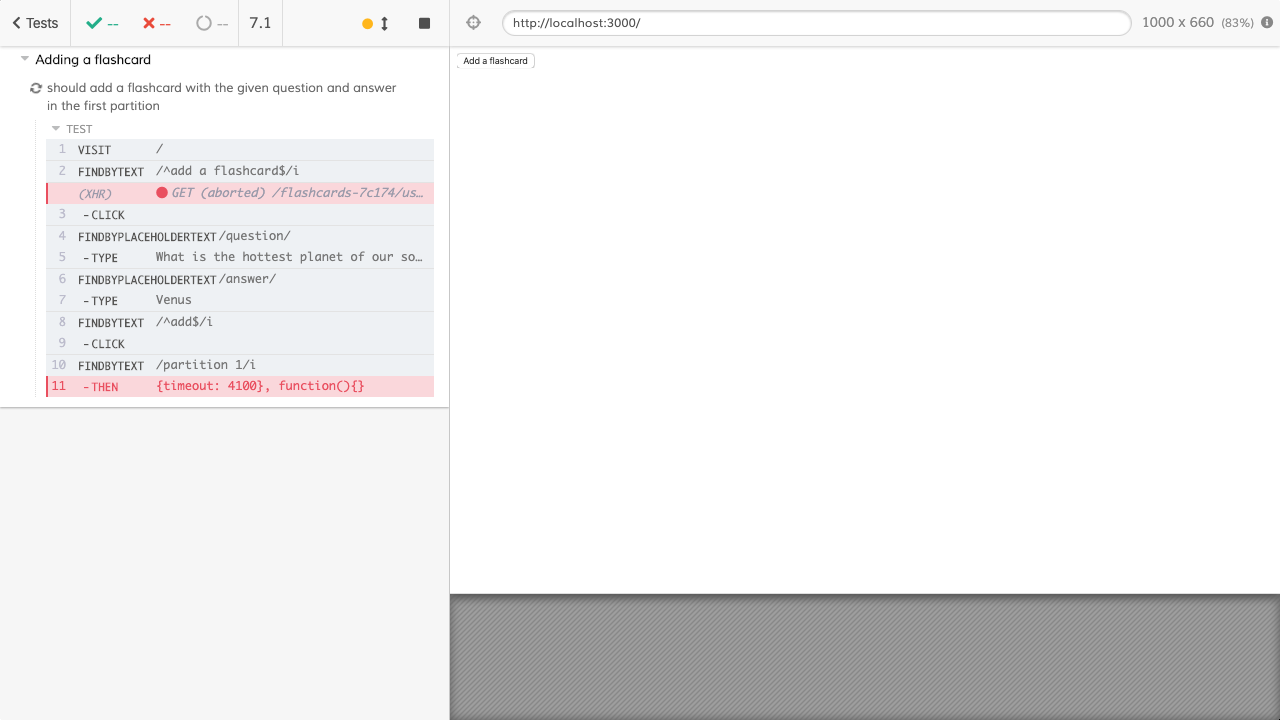 Tests -- -- -- 7.1
http://localhost:3000/ 1000 x 660 (83%)
Adding a flashcard
should add a flashcard with the given question and answer
in the first partition
TEST
1 VISIT /
2 FINDBYTEXT /^add a flashcard$/i
(XHR) GET (aborted) /flashcards-7c174/us...
3 -CLICK
4 FINDBYPLACEHOLDERTEXT /question/
5 -TYPE What is the hottest planet of our so...
6 FINDBYPLACEHOLDERTEXT /answer/
7 -TYPE Venus
8 FINDBYTEXT /^add$/i
9 -CLICK
10 FINDBYTEXT /partition 1/i
11 -THEN {timeout: 4100}, function(){}
Add a flashcard